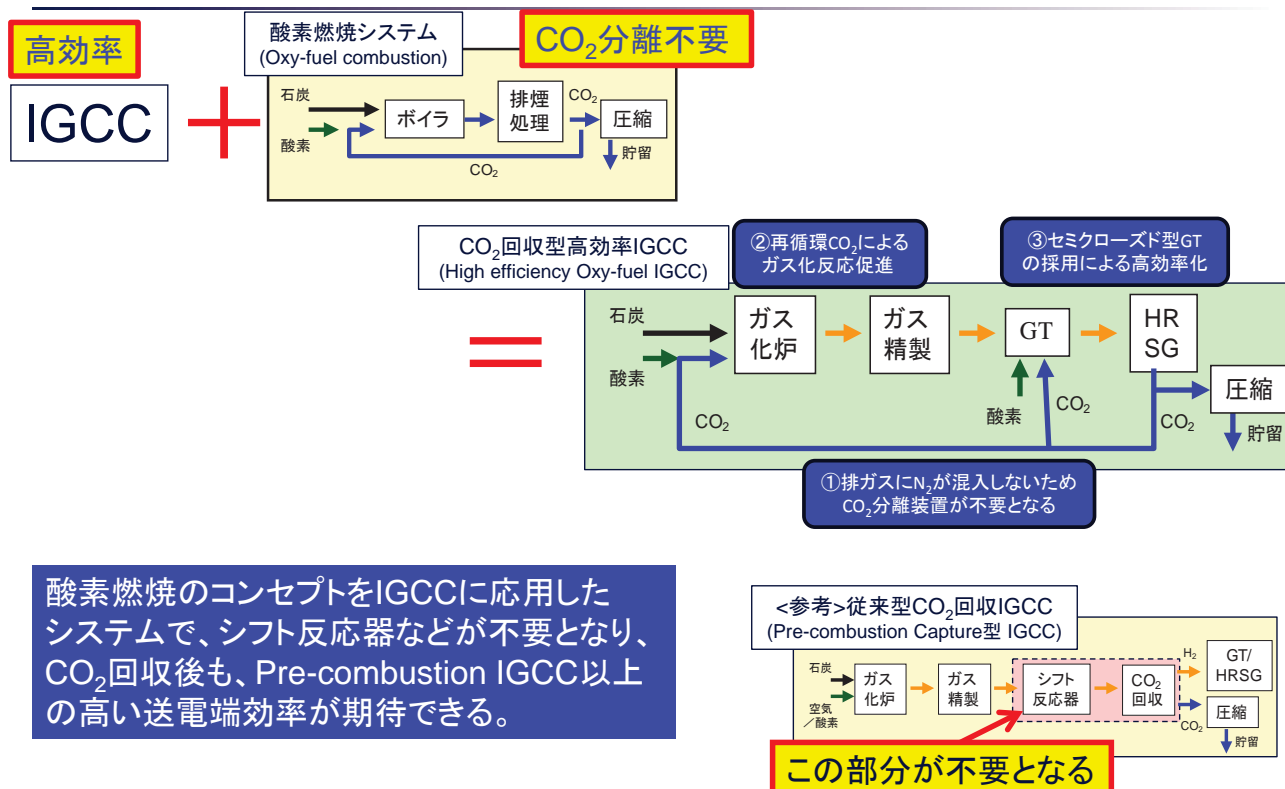 高効率
IGCC
酸素燃焼システム
(Oxy-fuel combustion)
CO₂分離不要
石炭
酸素
ボイラ
排煙
処理
CO₂
圧縮
貯留
CO₂
CO₂回収型高効率IGCC
(High efficiency Oxy-fuel IGCC)
②再循環CO₂による
ガス化反応促進
③セミクローズド型GT
の採用による高効率化
石炭
酸素
ガス
化炉
ガス
精製
GT
HR
SG
圧縮
酸素
CO₂
CO₂
CO₂
貯留
①排ガスにN₂が混入しないため
CO₂分離装置が不要となる
酸素燃焼のコンセプトをIGCCに応用した
システムで、シフト反応器などが不要となり、
CO₂回収後も、Pre-combustion IGCC以上
の高い送電端効率が期待できる。
<参考>従来型CO₂回収IGCC
(Pre-combustion Capture型 IGCC)
石炭
空気
／酸素
ガス
化炉
ガス
精製
シフト
反応器
CO₂
回収
H₂
GT/
HRSG
CO₂
圧縮
貯留
この部分が不要となる